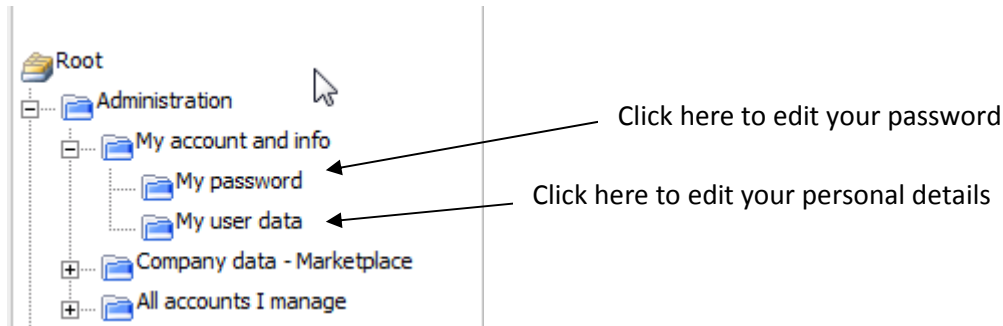 Root
Administration
Click here to edit your password
My account and info
My password
Click here to edit your personal details
My user data
Company data - Marketplace
All accounts I manage